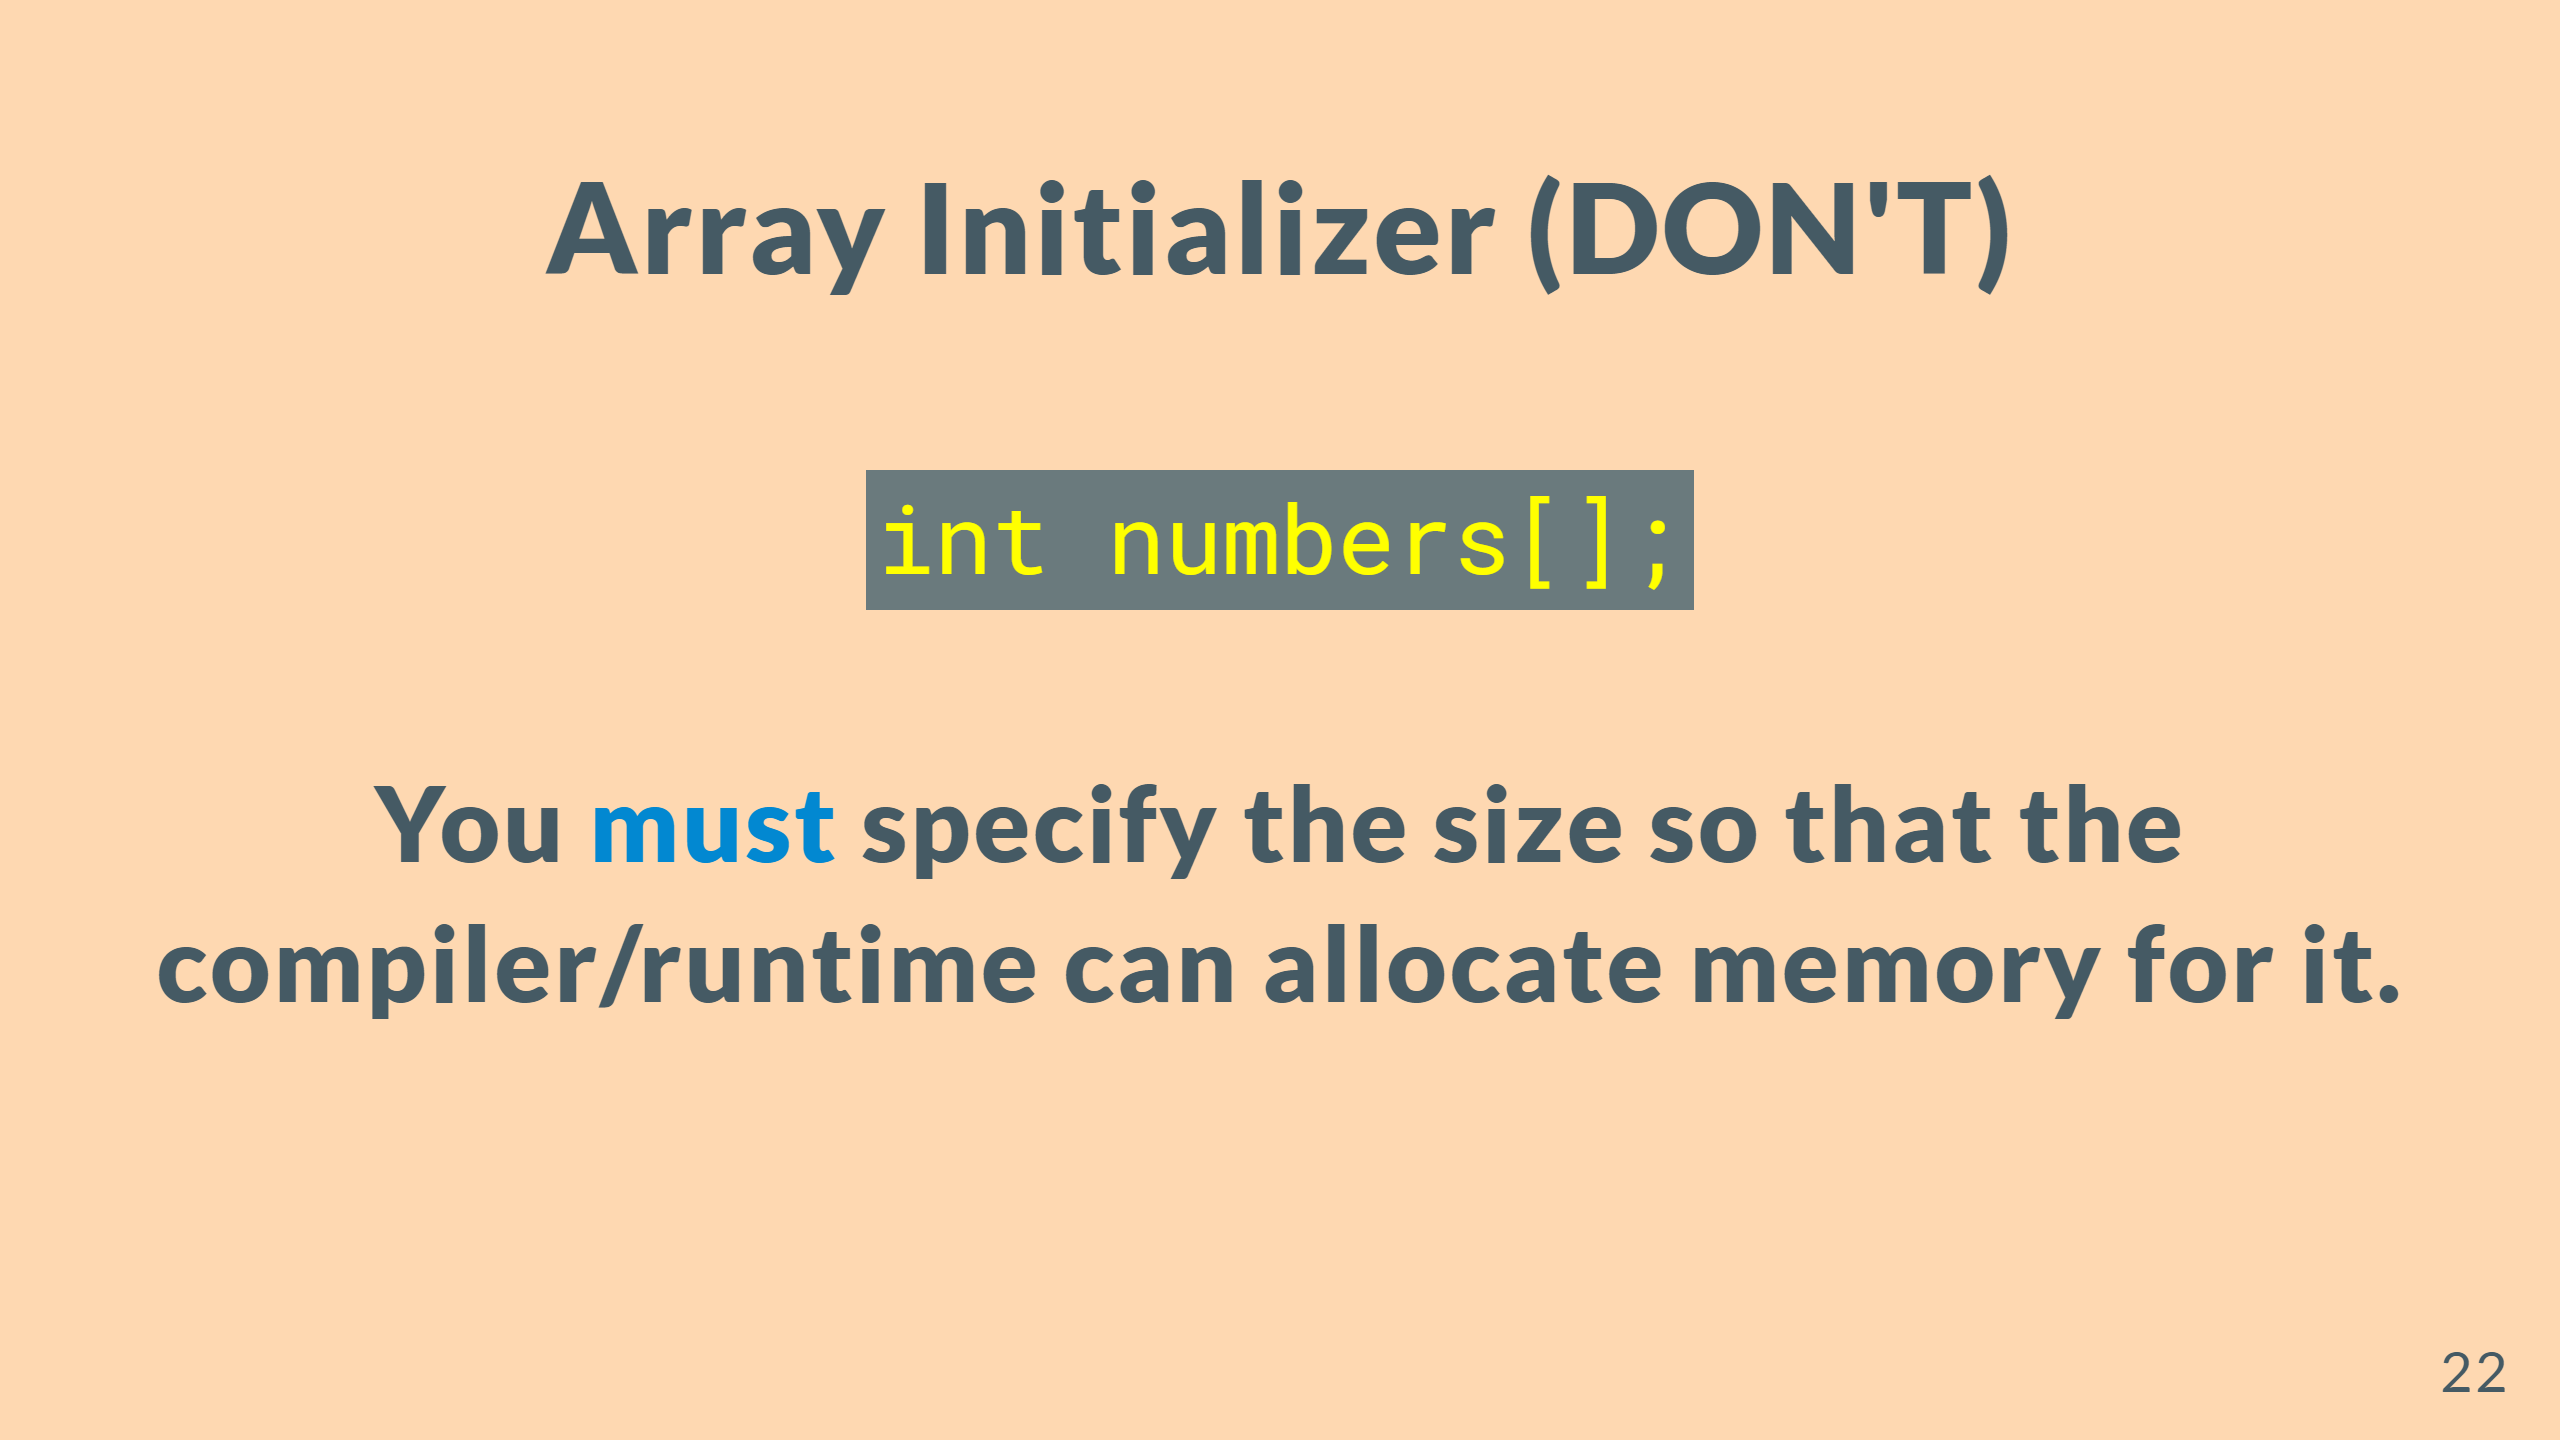 Array Initializer (DON'T)
int numbers[];
You must specify the size so that the
compiler/runtime can allocate memory for it.
22